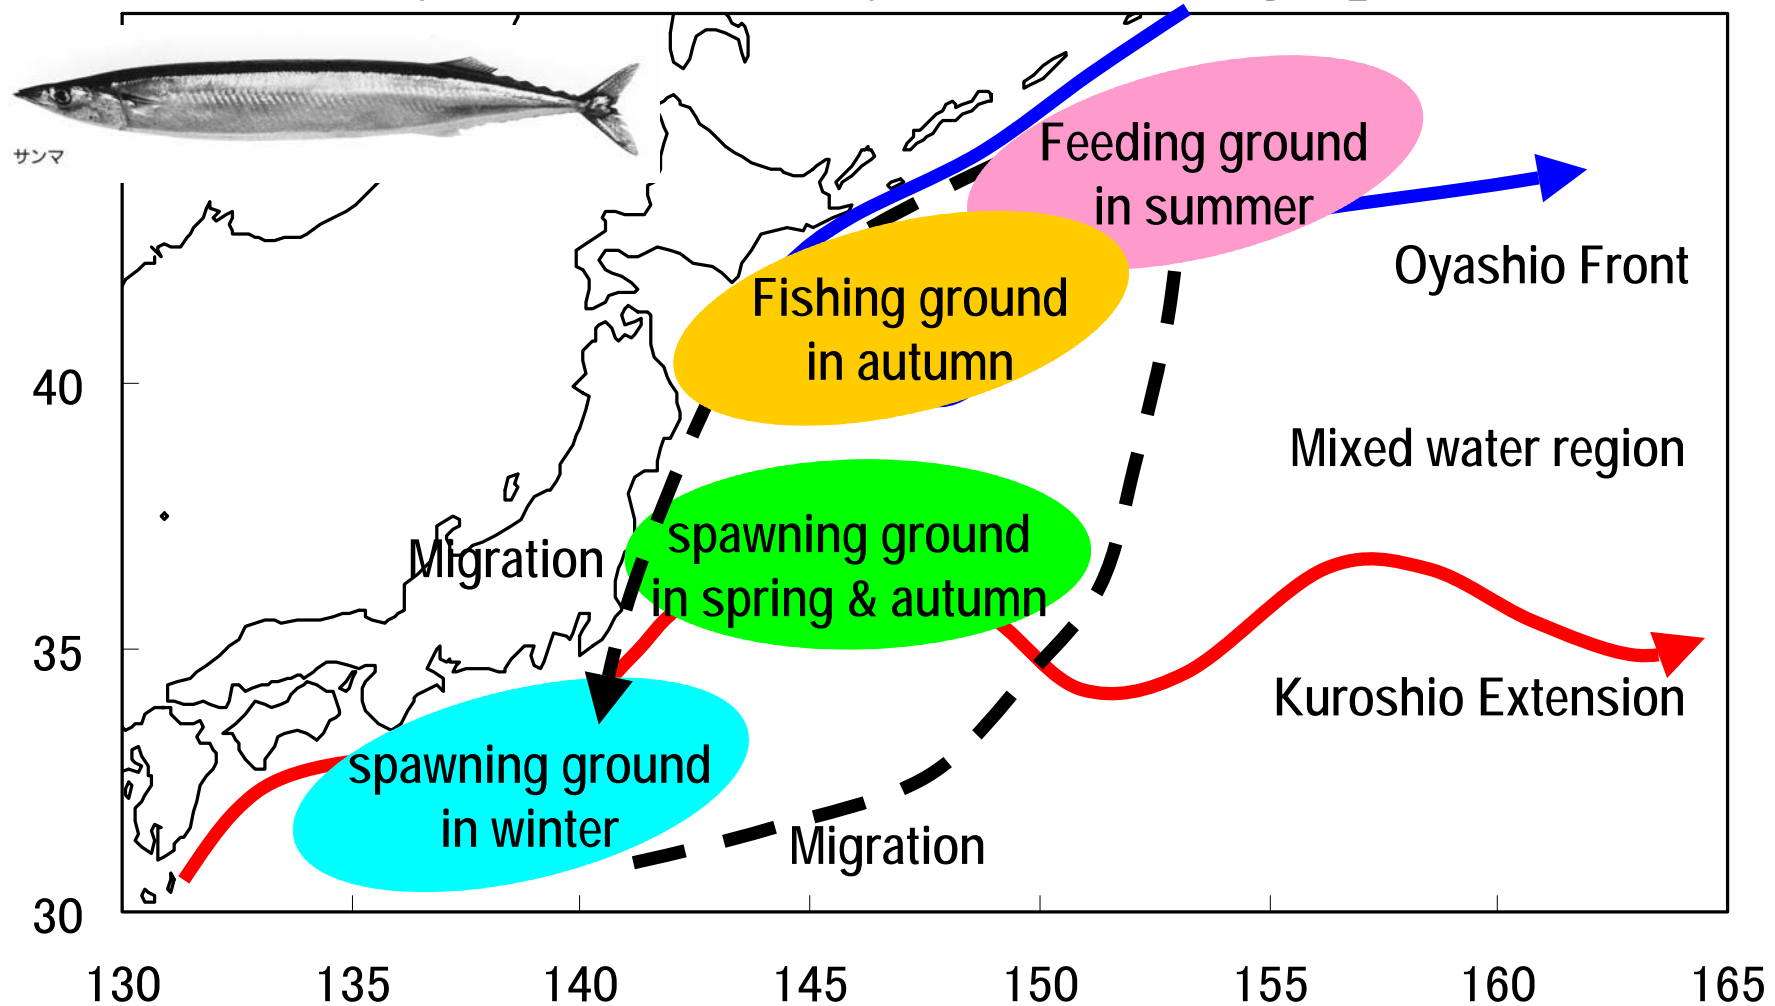 サンマ
Feeding ground
in summer
Oyashio Front
Fishing ground
in autumn
40
Mixed water region
spawning ground
in spring & autumn
Migration
35
Kuroshio Extension
spawning ground
in winter
Migration
30
130 135 140 145 150 155 160 165